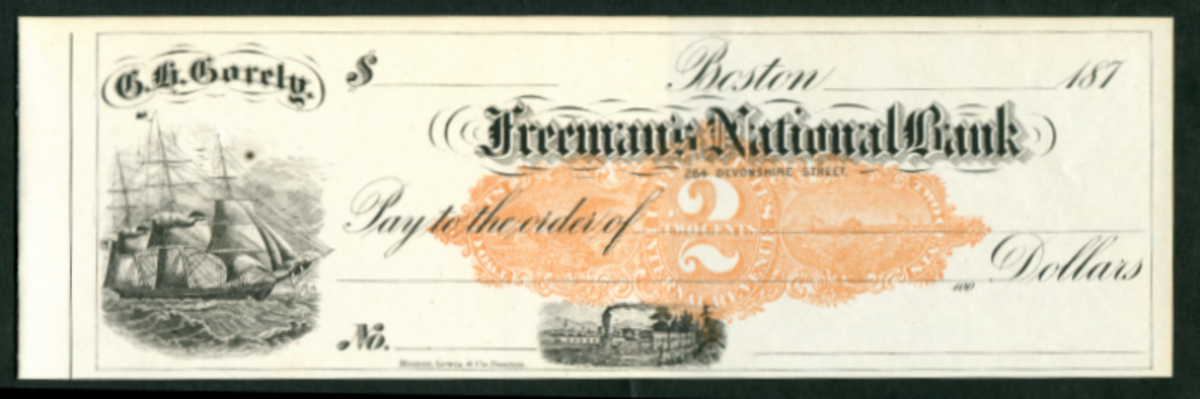 G. H. Gorely.
$
Boston 187
Freeman's National Bank
264 DEVONSHIRE STREET.
Pay to the order of
2
TWO CENTS
2
100 Dollars
No.